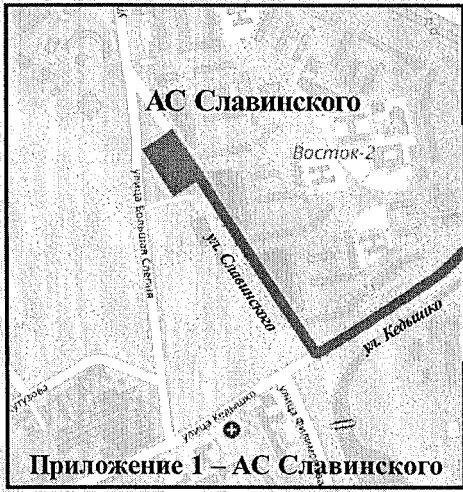 АС Славинского
Восток-2
улица Большая Слепня
ул. Славинского
ул. Кедышко
улица Кедышко
Приложение 1 – АС Славинского